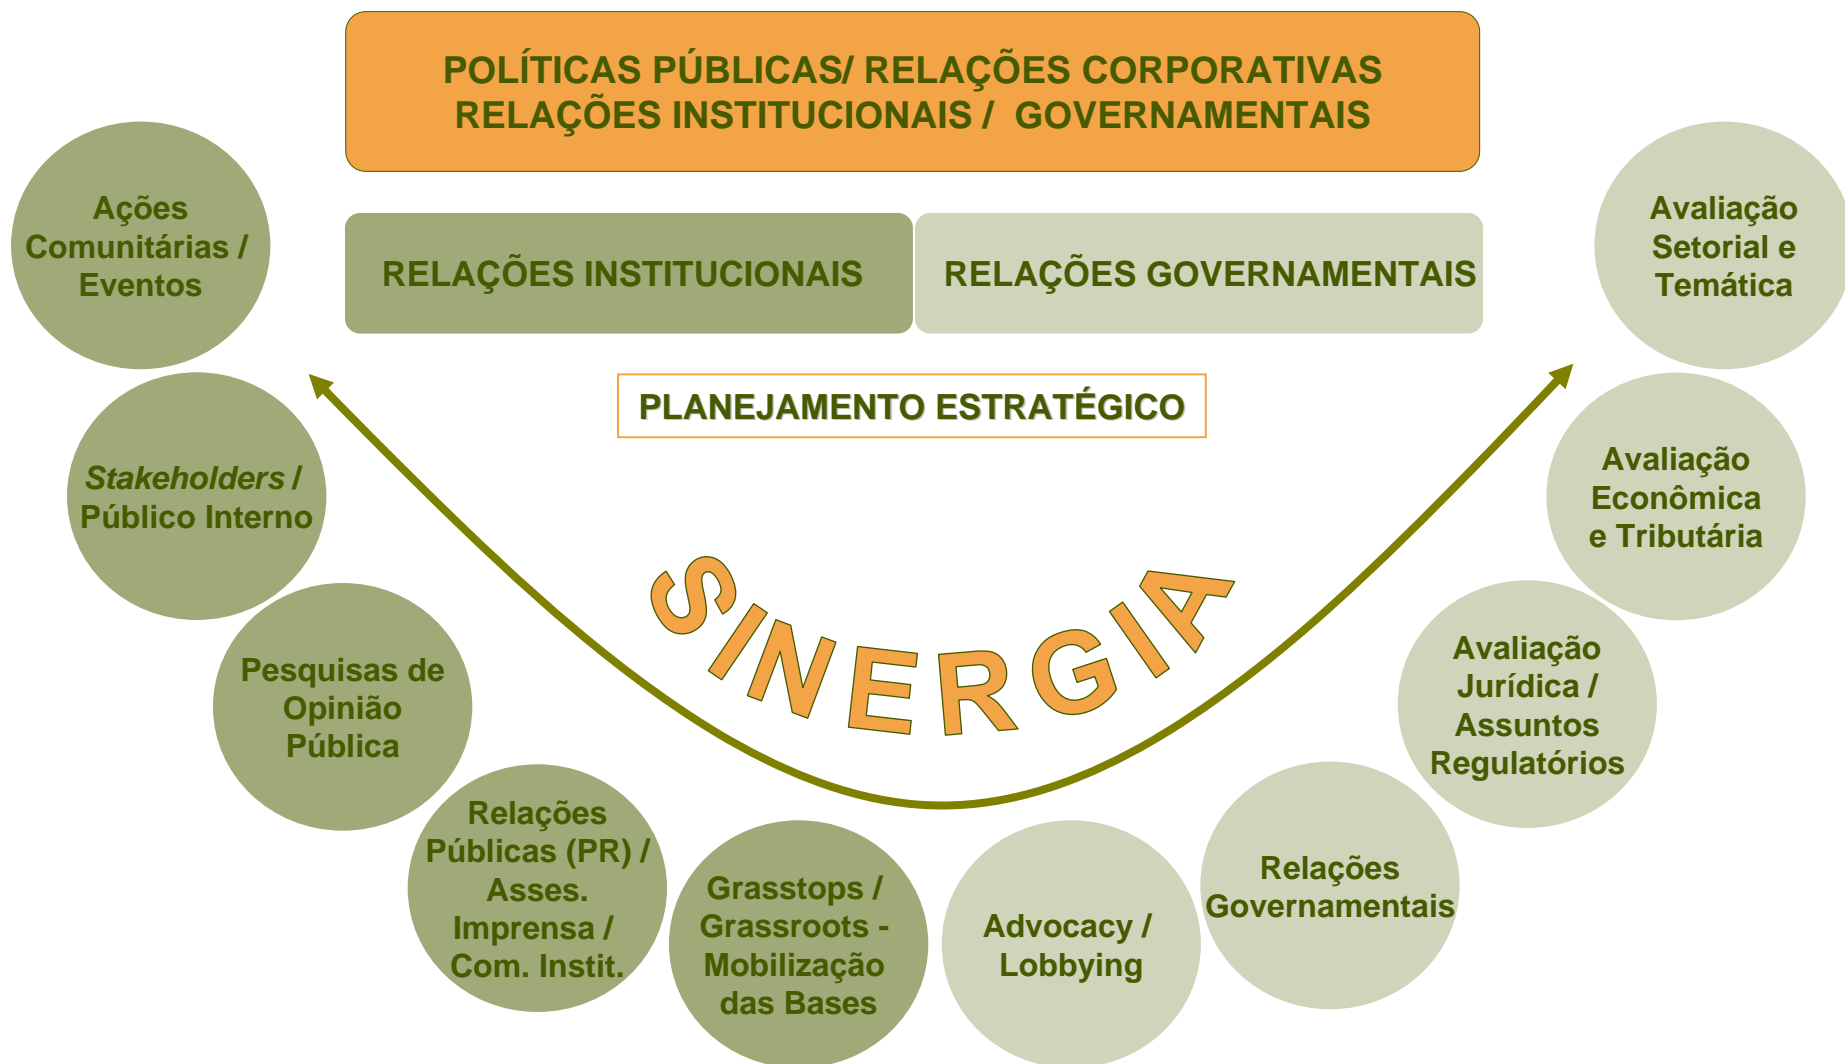 POLÍTICAS PÚBLICAS/ RELAÇÕES CORPORATIVAS
RELAÇÕES INSTITUCIONAIS / GOVERNAMENTAIS
RELAÇÕES INSTITUCIONAIS
RELAÇÕES GOVERNAMENTAIS
PLANEJAMENTO ESTRATÉGICO
SINERGIA
Ações
Comunitárias /
Eventos
Stakeholders /
Público Interno
Pesquisas de
Opinião
Pública
Relações
Públicas (PR) /
Asses.
Imprensa /
Com. Instit.
Grasstops /
Grassroots -
Mobilização
das Bases
Advocacy /
Lobbying
Relações
Governamentais
Avaliação
Jurídica /
Assuntos
Regulatórios
Avaliação
Econômica
e Tributária
Avaliação
Setorial e
Temática